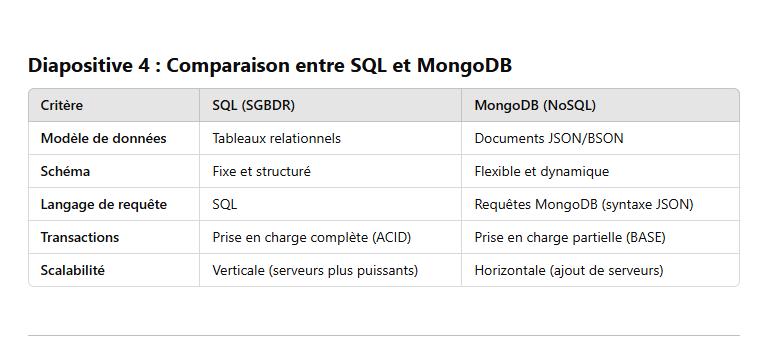 Diapositive 4 : Comparaison entre SQL et MongoDB
Critère SQL (SGBDR) MongoDB (NoSQL)
Modèle de données Tableaux relationnels Documents JSON/BSON
Schéma Fixe et structuré Flexible et dynamique
Langage de requête SQL Requêtes MongoDB (syntaxe JSON)
Transactions Prise en charge complète (ACID) Prise en charge partielle (BASE)
Scalabilité Verticale (serveurs plus puissants) Horizontale (ajout de serveurs)